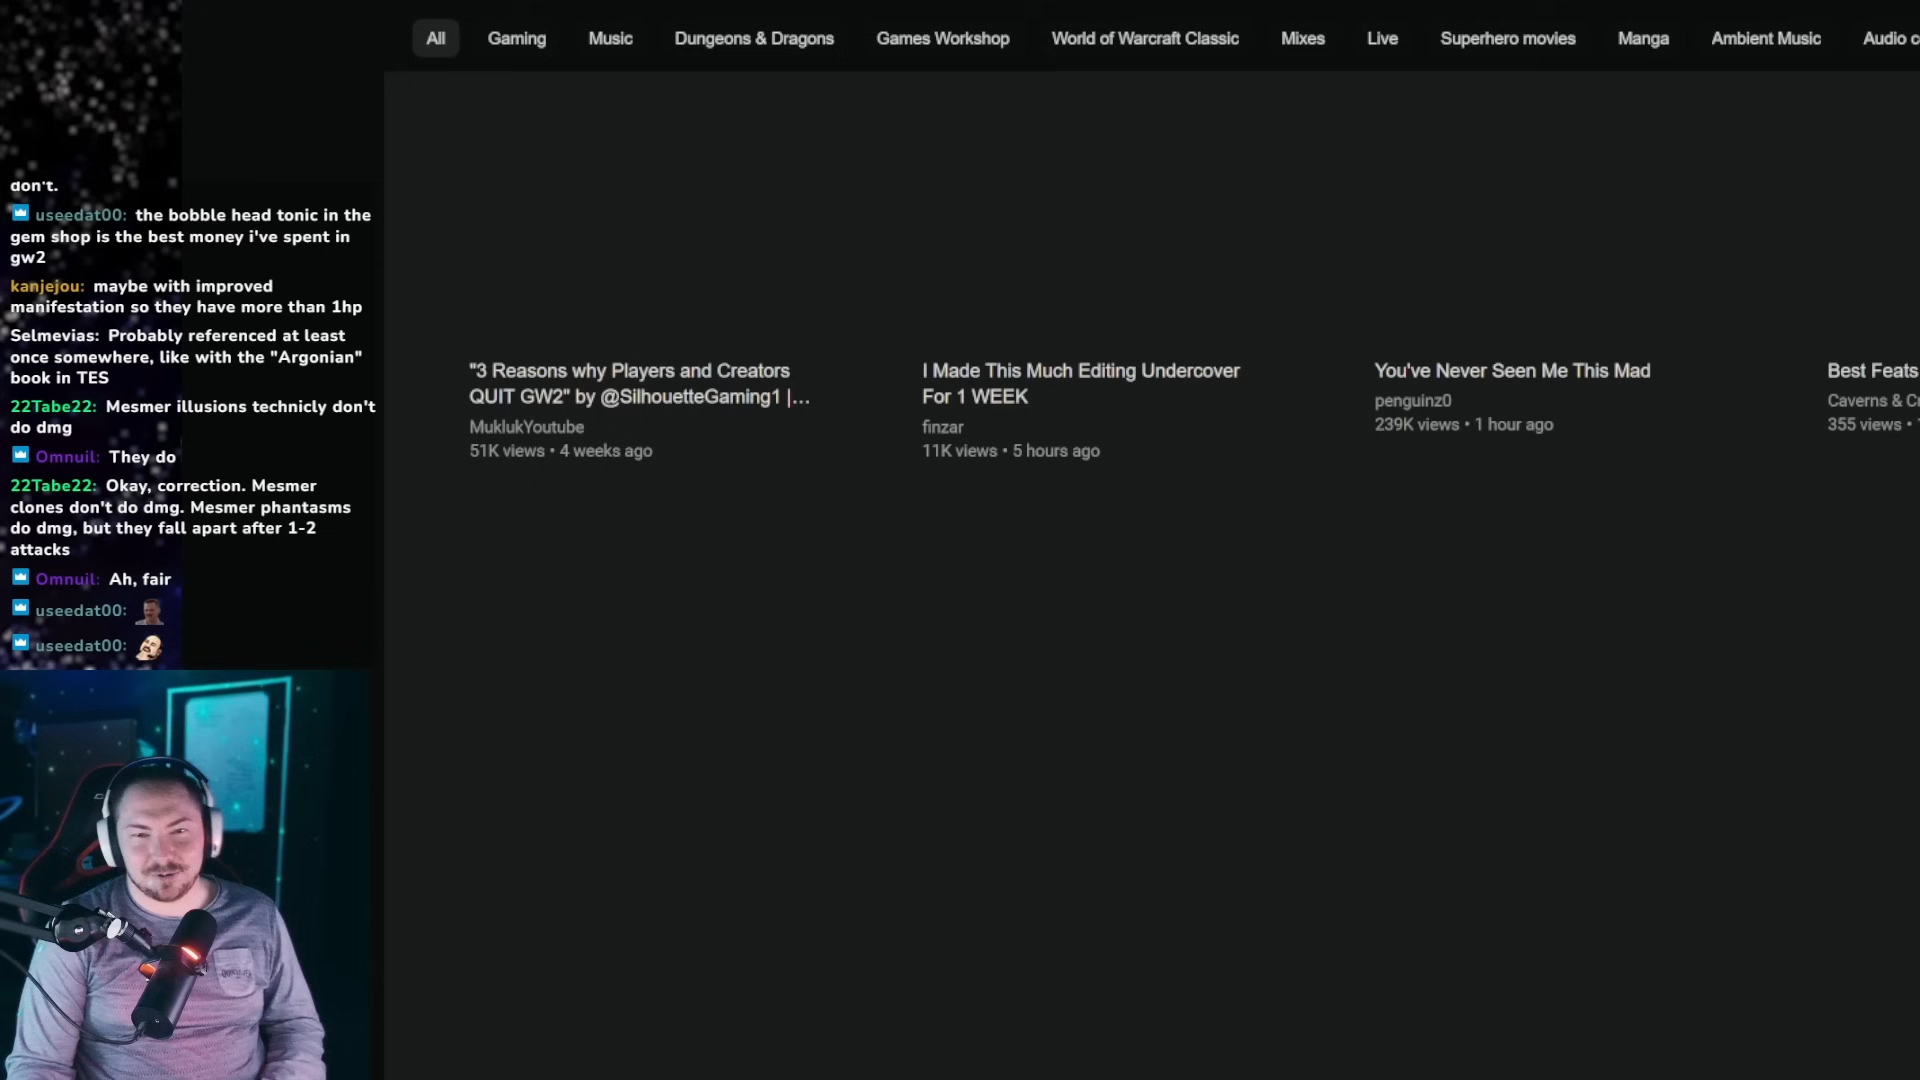 All Gaming Music Dungeons & Dragons Games Workshop World of Warcraft Classic Mixes Live Superhero movies Manga Ambient Music Audio
don't.
useedat00: the bobble head tonic in the
gem shop is the best money i've spent in
gw2
kanjejou: maybe with improved
manifestation so they have more than 1hp
Selmevias: Probably referenced at least
once somewhere, like with the "Argonian"
book in TES
22Tabe22: Mesmer illusions technicly don't
do dmg
Omnuil: They do
22Tabe22: Okay, correction. Mesmer
clones don't do dmg. Mesmer phantasms
do dmg, but they fall apart after 1-2
attacks
Omnuil: Ah, fair
useedat00:
useedat00:
"3 Reasons why Players and Creators
QUIT GW2" by @SilhouetteGaming1 |...
MuklukYoutube
51K views • 4 weeks ago
I Made This Much Editing Undercover
For 1 WEEK
finzar
11K views • 5 hours ago
You've Never Seen Me This Mad
penguinz0
239K views • 1 hour ago
Best Feats
Caverns &
355 views •